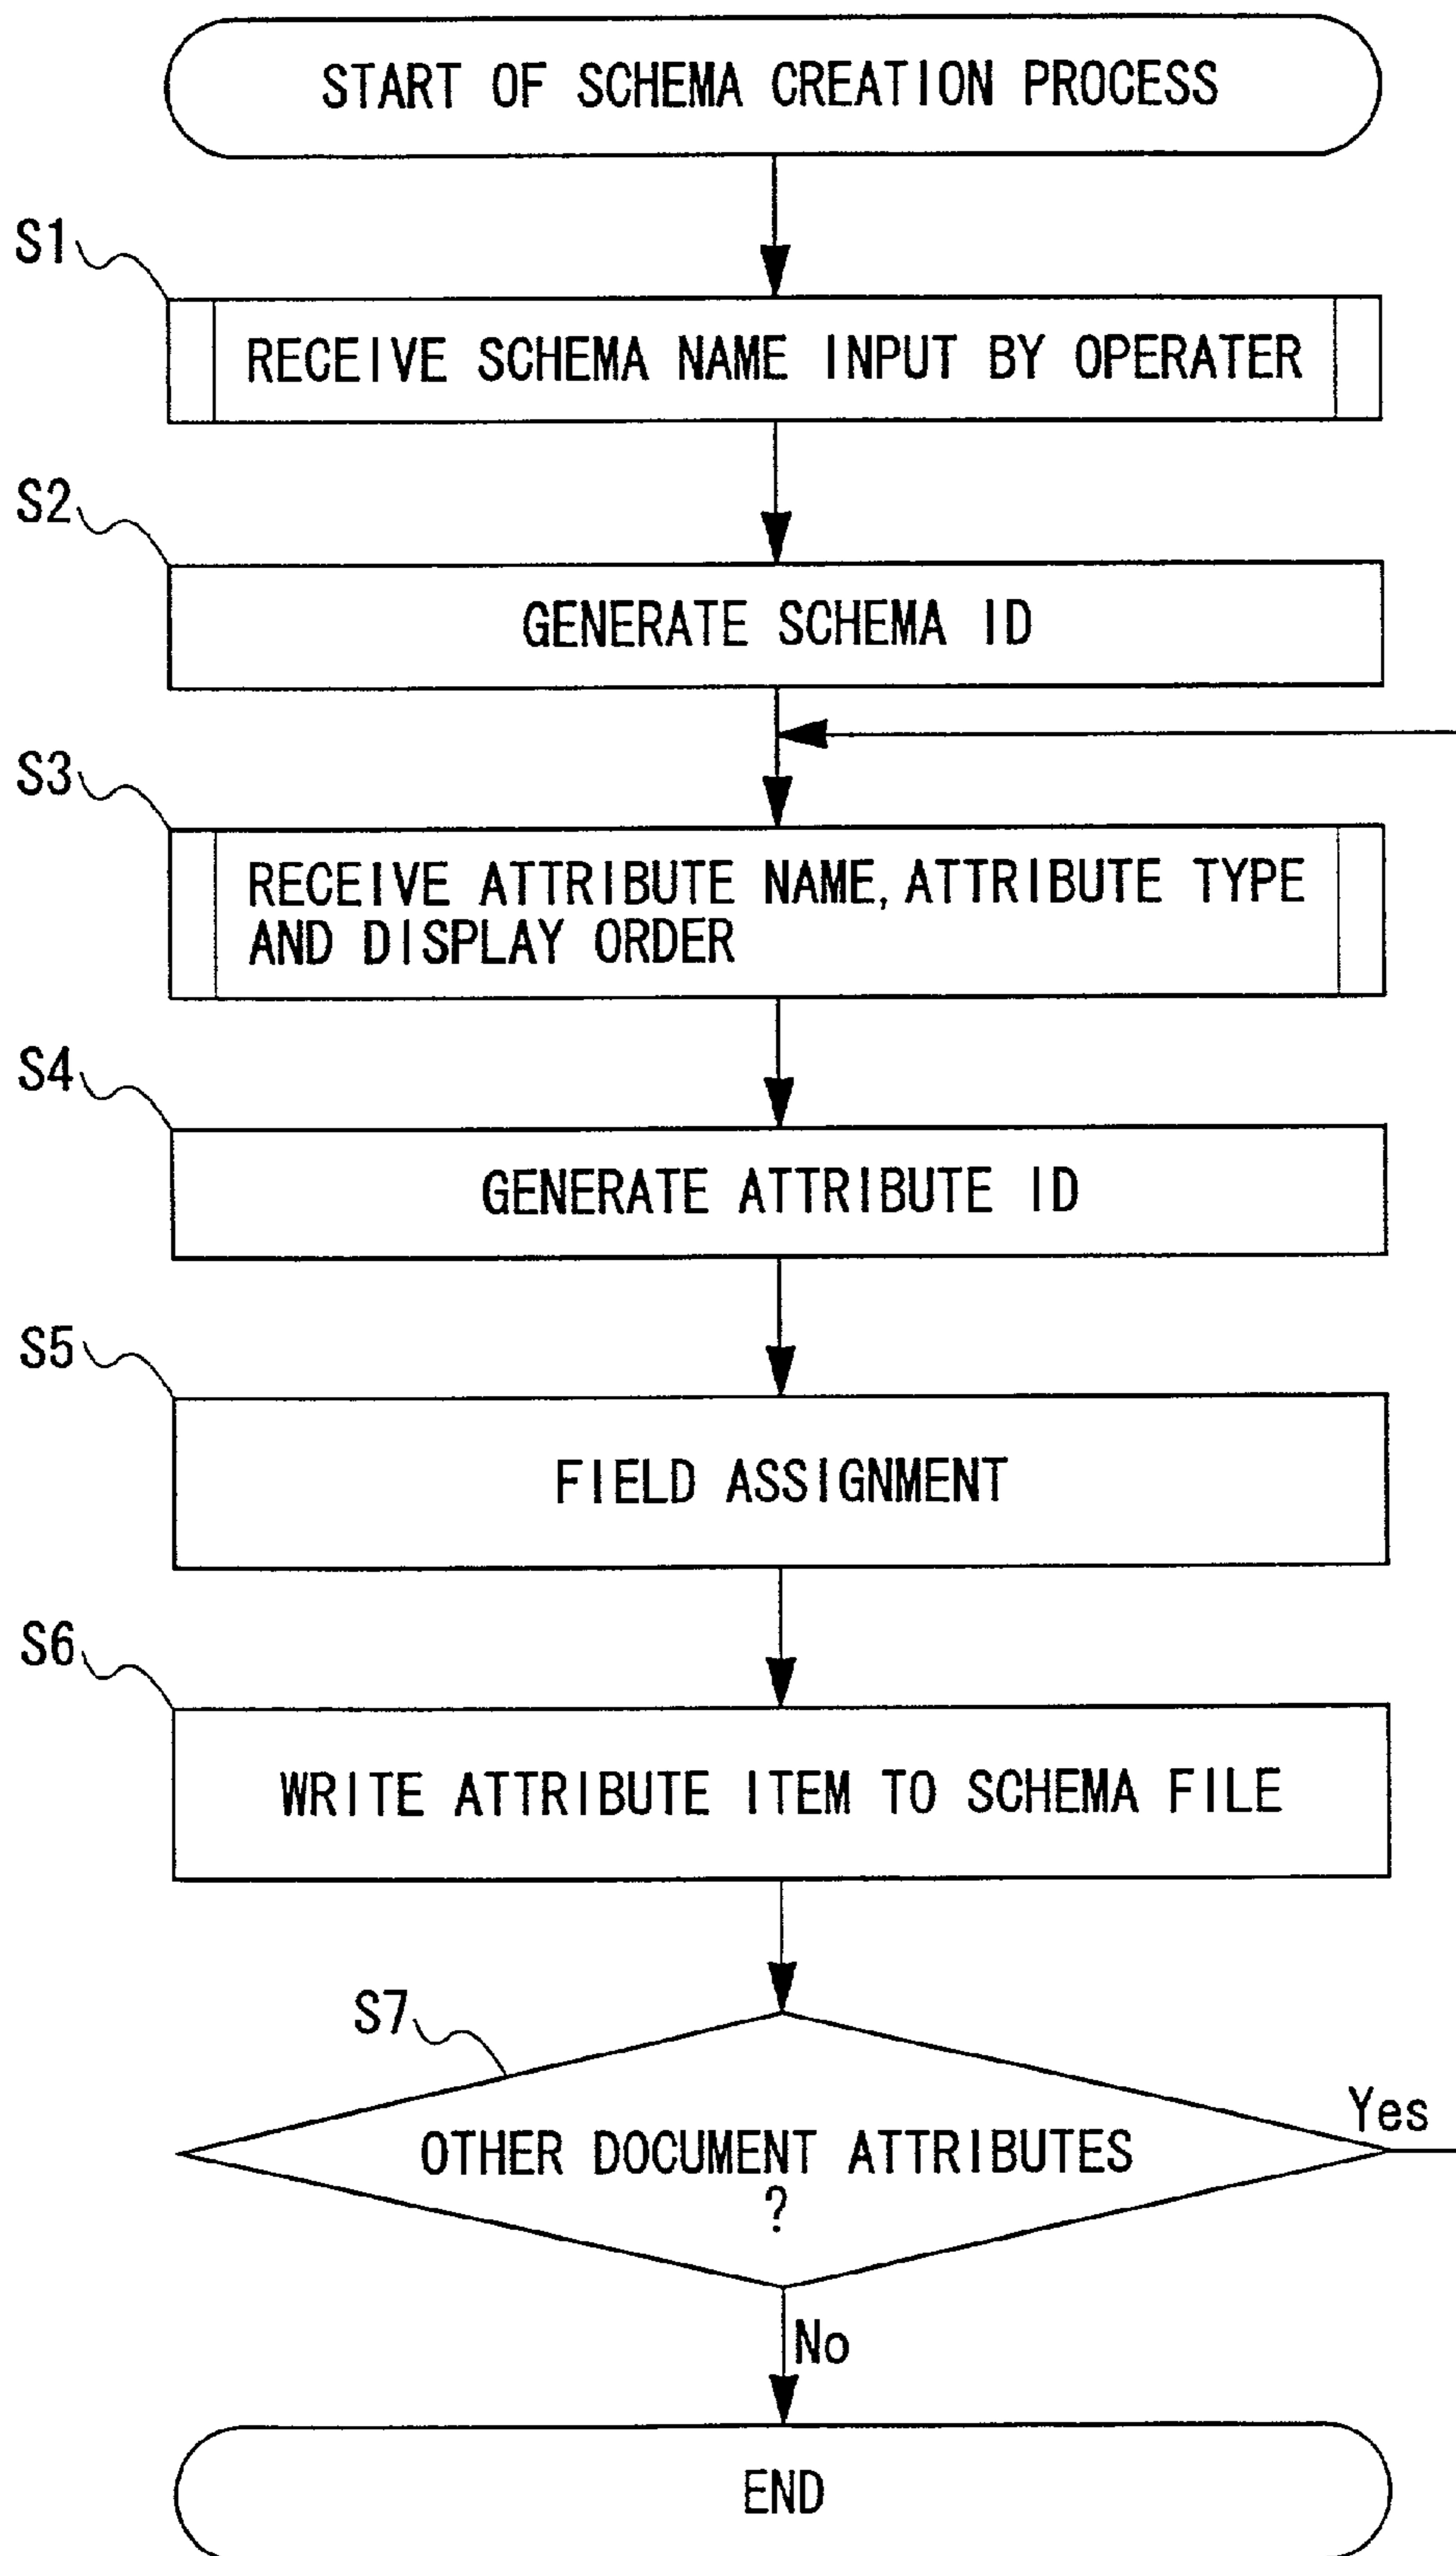 START OF SCHEMA CREATION PROCESS
S1
RECEIVE SCHEMA NAME INPUT BY OPERATER
S2
GENERATE SCHEMA ID
S3
RECEIVE ATTRIBUTE NAME, ATTRIBUTE TYPE
AND DISPLAY ORDER
S4
GENERATE ATTRIBUTE ID
S5
FIELD ASSIGNMENT
S6
WRITE ATTRIBUTE ITEM TO SCHEMA FILE
S7
Yes
OTHER DOCUMENT ATTRIBUTES
?
No
END